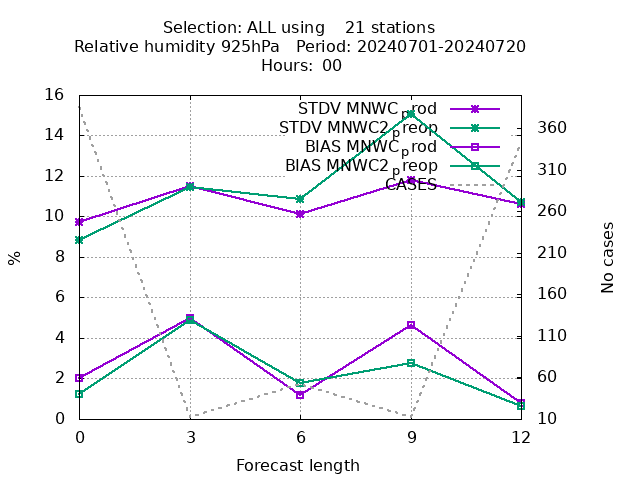 Selection: ALL using 21 stations
Relative humidity 925hPa Period: 20240701-20240720
Hours: 00
16
14
12
10
8
6
4
2
0
%
STDV MNWC_prod
STDV MNWC2_preop
BIAS MNWC_prod
BIAS MNWC2_preop
CASES
360
310
260
210
160
110
60
10
No cases
0 3 6 9 12
Forecast length